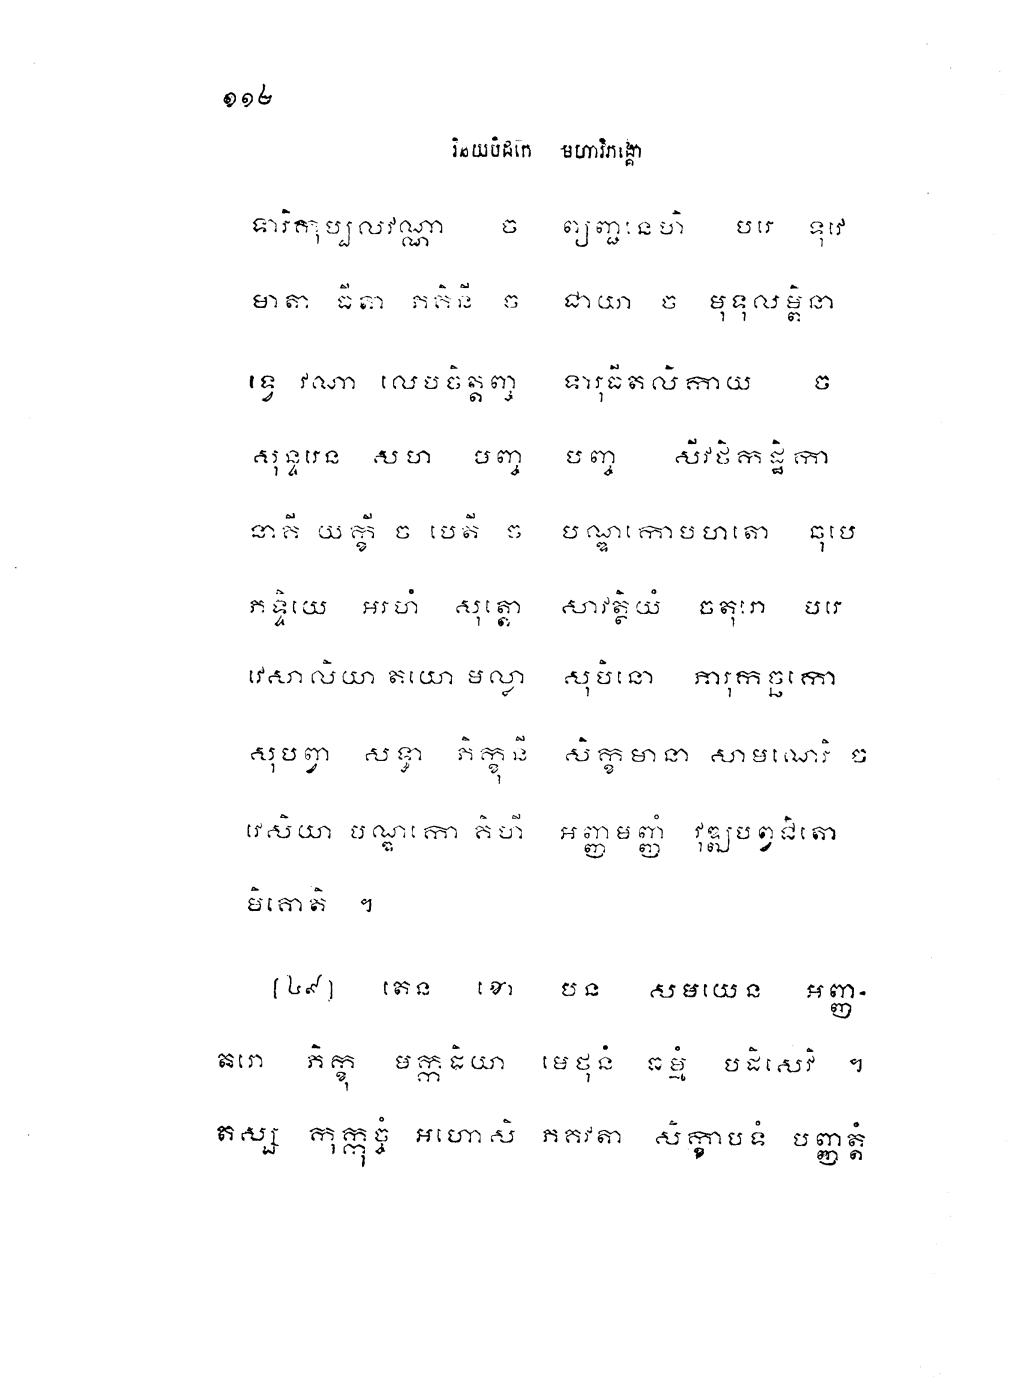 ១១២
វិនយបិដកេ មហាវិភង្គោ
ទារិកុប្បលវណ្ណា ច ព្យញ្ជនេហិ បរេ ទុវេ
មាតា ធីតា ភគិនី ច ជាយា ច មុទុលម្ពិនា
ទ្វេ វណា លេបចិត្តញ្ច ទារុធីតលិកាយ ច
សុន្ទរេន សហ បញ្ច បញ្ច សីវថិកដ្ឋិកា
នាគី យក្ខី ច បេតី ច បណ្ឌកោបហតោ ឆុបេ
ភទ្ទិយេ អរហំ សុត្តោ សាវត្ថិយំ ចតុរោ បរេ
វេសាលិយា តយោ មល្លា សុបិនោ ភារុកច្ឆកោ
សុបព្វា សទ្ធា ភិក្ខុនី សិក្ខមានា សាមណេរិ ច
វេសិយា បណ្ឌកោ គិហី អញ្ញមញ្ញំ វុឌ្ឍបព្វជិតោ
មិគោតិ ។
[៤៩] តេន ខោ បន សមយេន អញ្ញ-
តរោ ភិក្ខុ មក្កដិយា មេថុនំ ធម្មំ បដិសេវិ ។
តស្ស កុក្កុច្ចំ អហោសិ ភគវតា សិក្ខាបទំ បញ្ញត្តំ